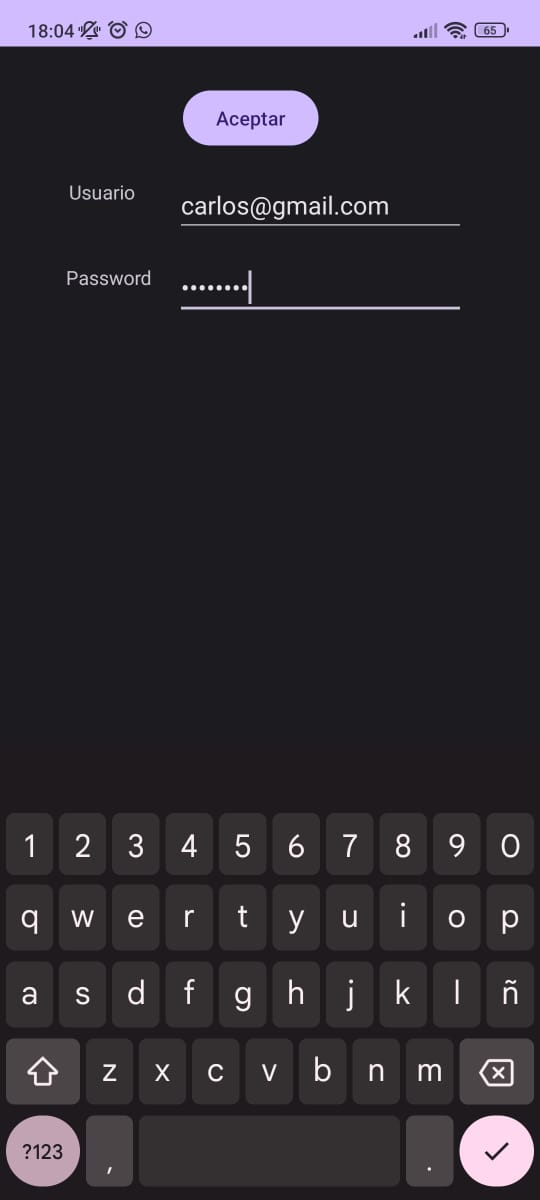 18:04 65
Aceptar
Usuario carlos@gmail.com
Password ••••••••
1 2 3 4 5 6 7 8 9 0
q w e r t y u i o p
a s d f g h j k l ñ
z x c v b n m
?123 , .